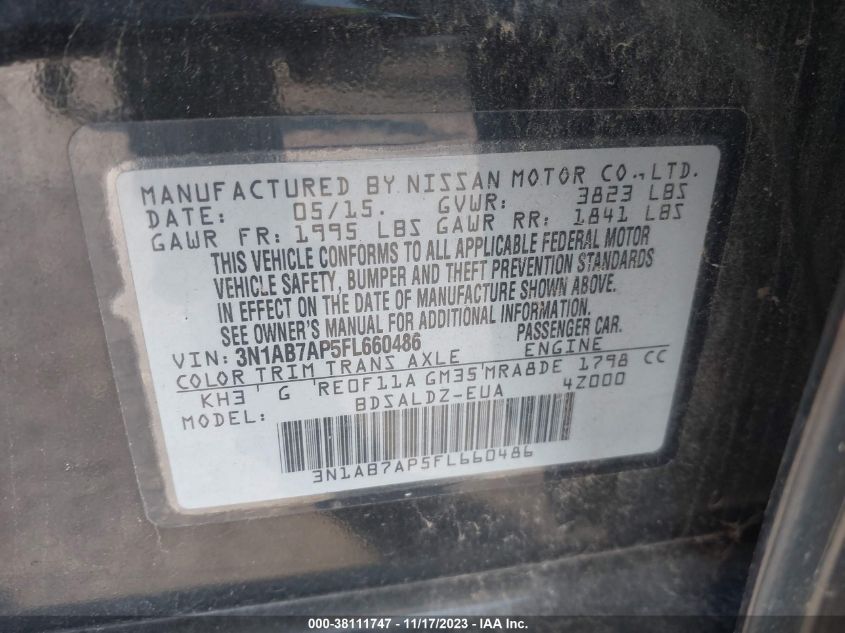 MANUFACTURED BY NISSAN MOTOR CO., LTD.
DATE: 05/15. GVWR: 3823 LBS
GAWR FR: 1995 LBS GAWR RR: 1841 LBS
THIS VEHICLE CONFORMS TO ALL APPLICABLE FEDERAL MOTOR
VEHICLE SAFETY, BUMPER AND THEFT PREVENTION STANDARDS
IN EFFECT ON THE DATE OF MANUFACTURE SHOWN ABOVE.
SEE OWNER'S MANUAL FOR ADDITIONAL INFORMATION.
VIN: 3N1AB7AP5FL660486 PASSENGER CAR.
COLOR TRIM TRANS AXLE ENGINE
KH3 G RE0F11A GM35 MRA8DE 1798 CC
MODEL: BDSALDZ-EUA 4Z000
3N1AB7AP5FL660486
000-38111747 - 11/17/2023 - IAAI.com